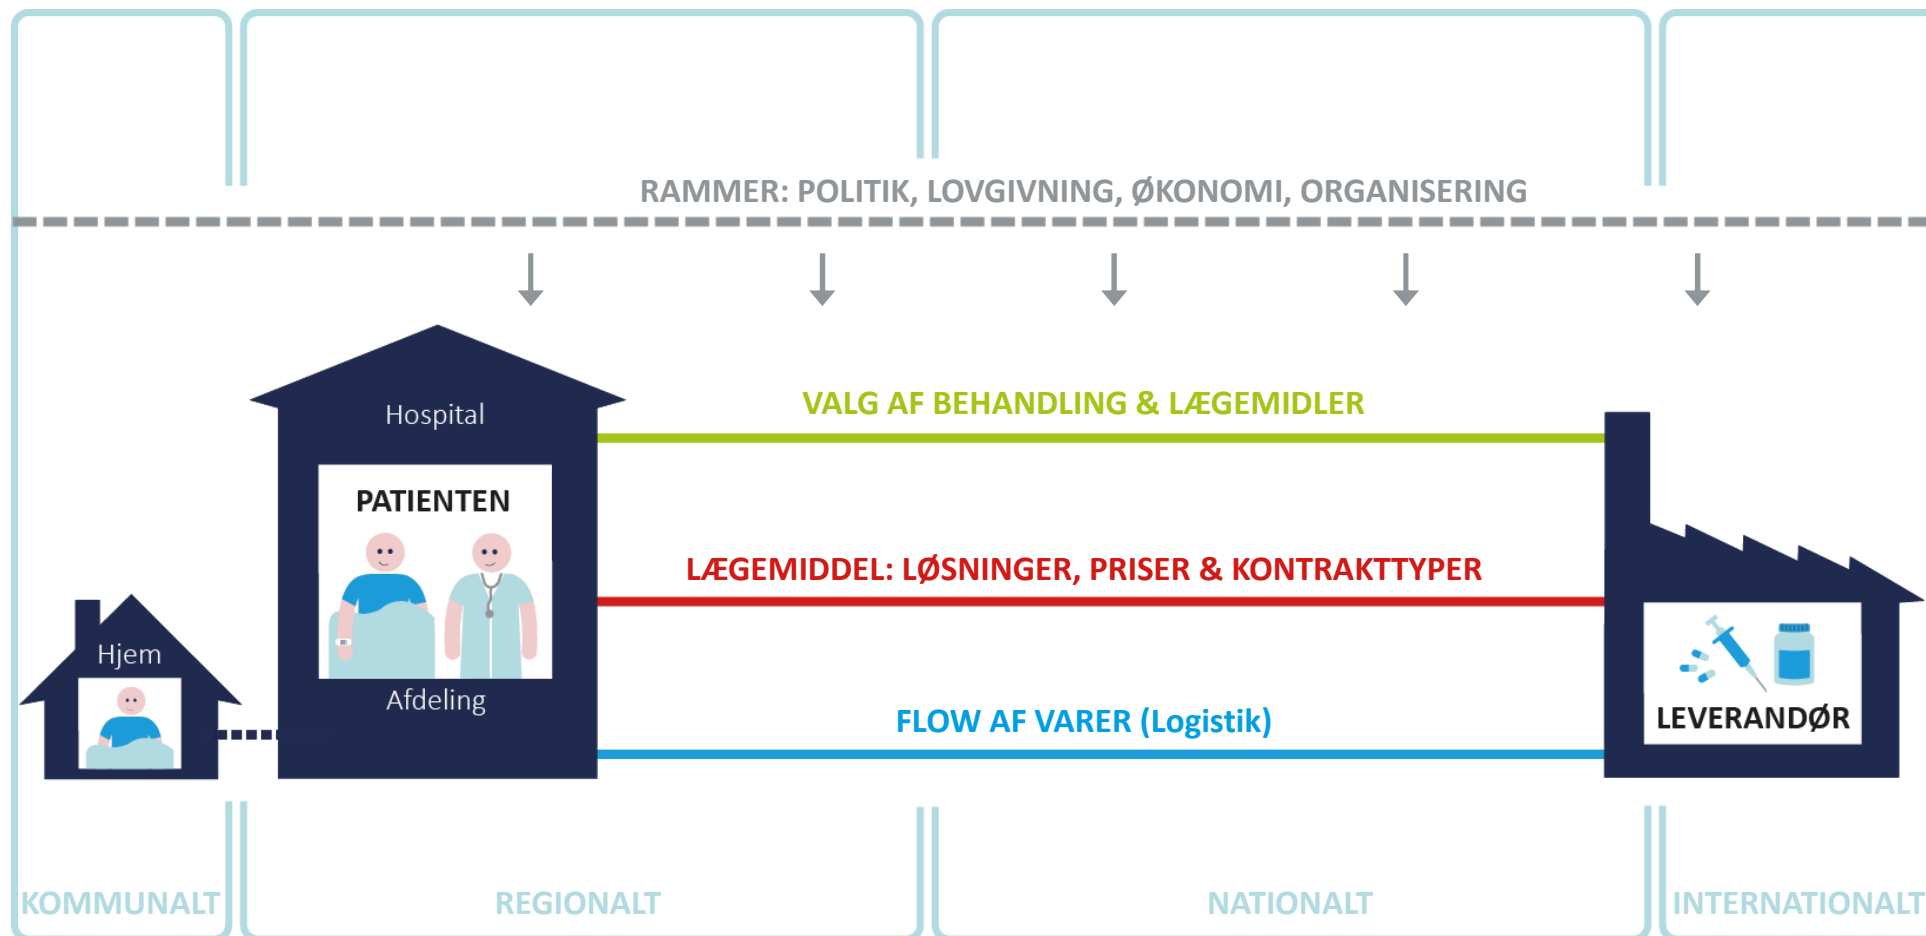 RAMMER: POLITIK, LOVGIVNING, ØKONOMI, ORGANISERING
VALG AF BEHANDLING & LÆGEMIDLER
Hospital
PATIENTEN
LÆGEMIDDEL: LØSNINGER, PRISER & KONTRAKTTYPER
Hjem
Afdeling
FLOW AF VARER (Logistik)
LEVERANDØR
KOMMUNALT
REGIONALT
NATIONALT
INTERNATIONALT